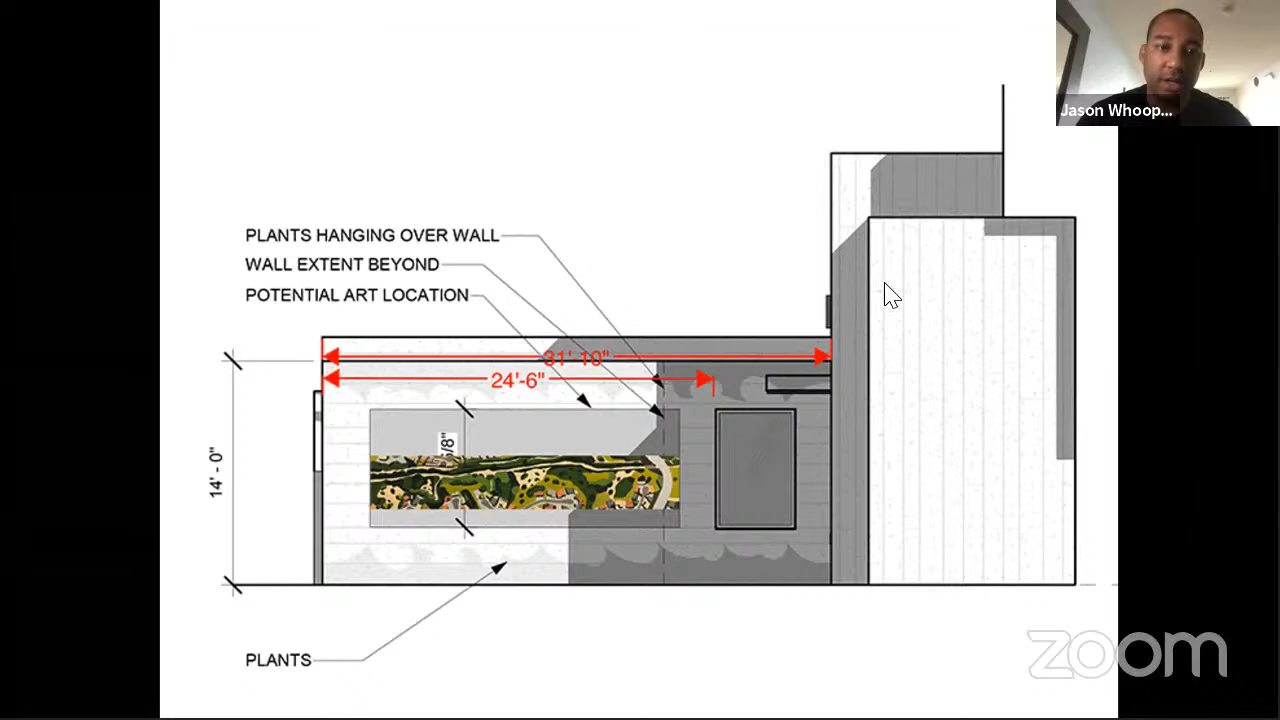 Jason Whoop...
PLANTS HANGING OVER WALL
WALL EXTENT BEYOND
POTENTIAL ART LOCATION
31'-10"
24'-6"
/8"
14' - 0"
PLANTS
zoom